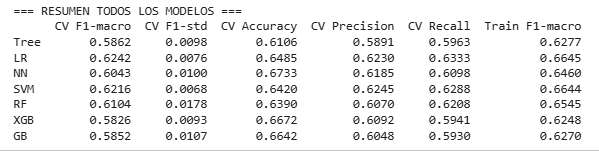 === RESUMEN TODOS LOS MODELOS ===
CV F1-macro CV F1-std CV Accuracy CV Precision CV Recall Train F1-macro
Tree 0.5862 0.0098 0.6106 0.5891 0.5963 0.6277
LR 0.6242 0.0076 0.6485 0.6230 0.6333 0.6645
NN 0.6043 0.0100 0.6733 0.6185 0.6098 0.6460
SVM 0.6216 0.0068 0.6420 0.6245 0.6288 0.6644
RF 0.6104 0.0178 0.6390 0.6070 0.6208 0.6545
XGB 0.5826 0.0093 0.6672 0.6092 0.5941 0.6248
GB 0.5852 0.0107 0.6642 0.6048 0.5930 0.6270